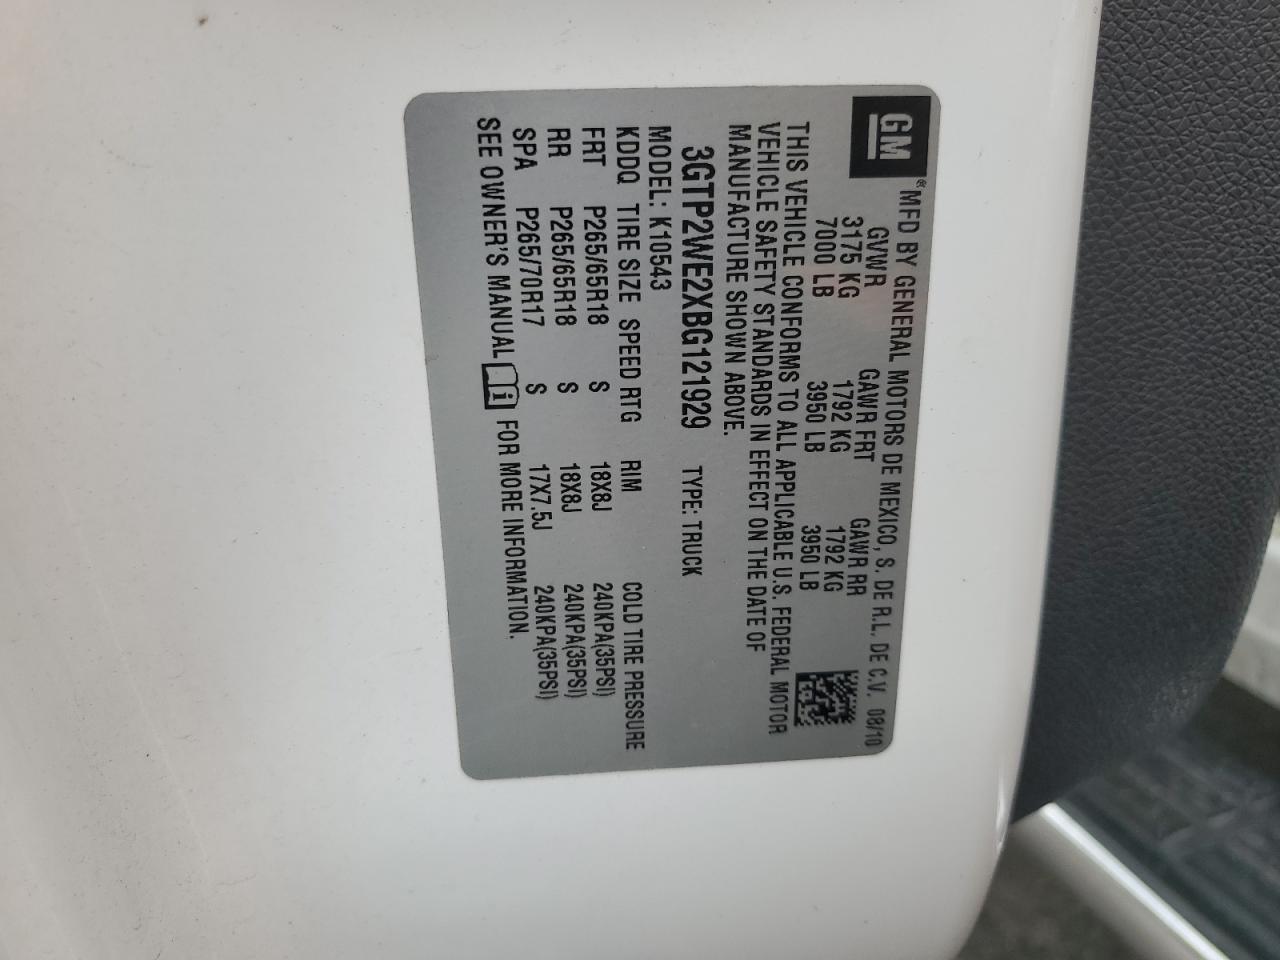 GM® MFD BY GENERAL MOTORS DE MEXICO, S. DE R.L. DE C.V. 08/10
GVWR GAWR FRT GAWR RR
3175 KG 1792 KG 1792 KG
7000 LB 3950 LB 3950 LB
THIS VEHICLE CONFORMS TO ALL APPLICABLE U.S. FEDERAL MOTOR
VEHICLE SAFETY STANDARDS IN EFFECT ON THE DATE OF
MANUFACTURE SHOWN ABOVE.
3GTP2WE2XBG121929 TYPE: TRUCK
MODEL: K10543
KDDQ TIRE SIZE SPEED RTG RIM COLD TIRE PRESSURE
FRT P265/65R18 S 18X8J 240KPA(35PSI)
RR P265/65R18 S 18X8J 240KPA(35PSI)
SPA P265/70R17 S 17X7.5J 240KPA(35PSI)
SEE OWNER'S MANUAL i FOR MORE INFORMATION.